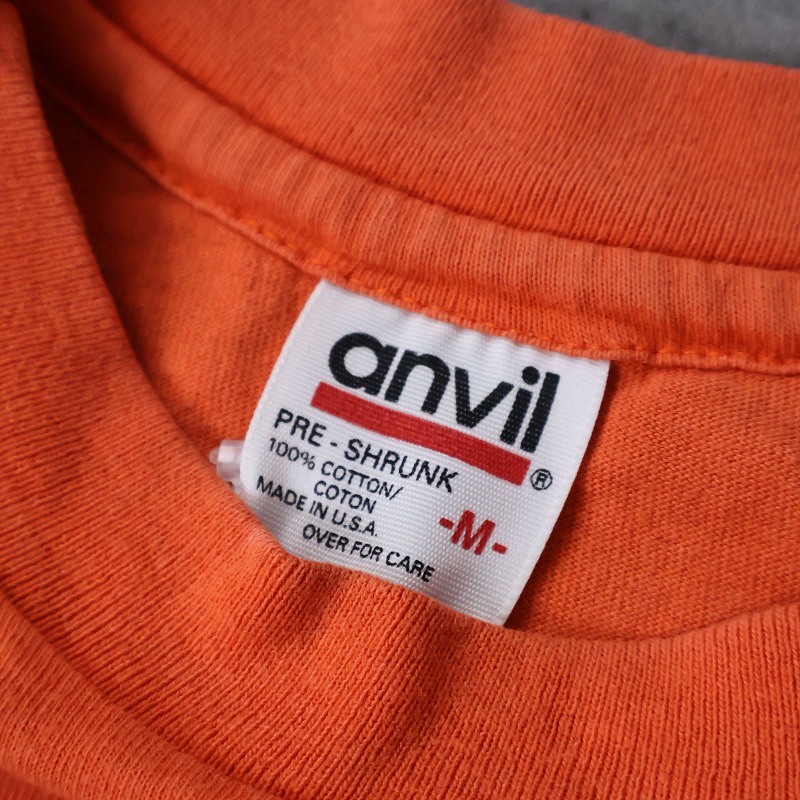 anvil
®
PRE - SHRUNK
100% COTTON/
COTON
MADE IN U.S.A.
-M-
OVER FOR CARE